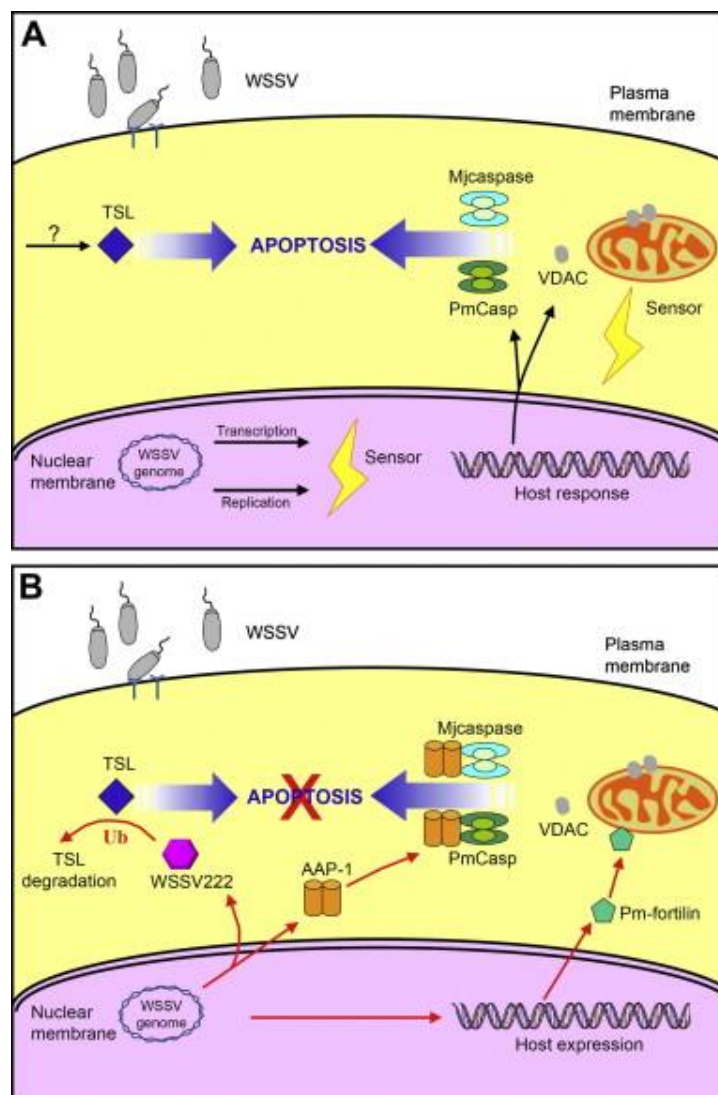 A
WSSV
Plasma
membrane
Mjcaspase
TSL
?
APOPTOSIS
VDAC
PmCasp
Sensor
Transcription
Nuclear
membrane
WSSV
genome
Sensor
Replication
Host response
B
WSSV
Plasma
membrane
Mjcaspase
TSL
APOPTOSIS
Ub
VDAC
PmCasp
TSL
degradation
WSSV222
AAP-1
Pm-fortilin
Nuclear
membrane
WSSV
genome
Host expression